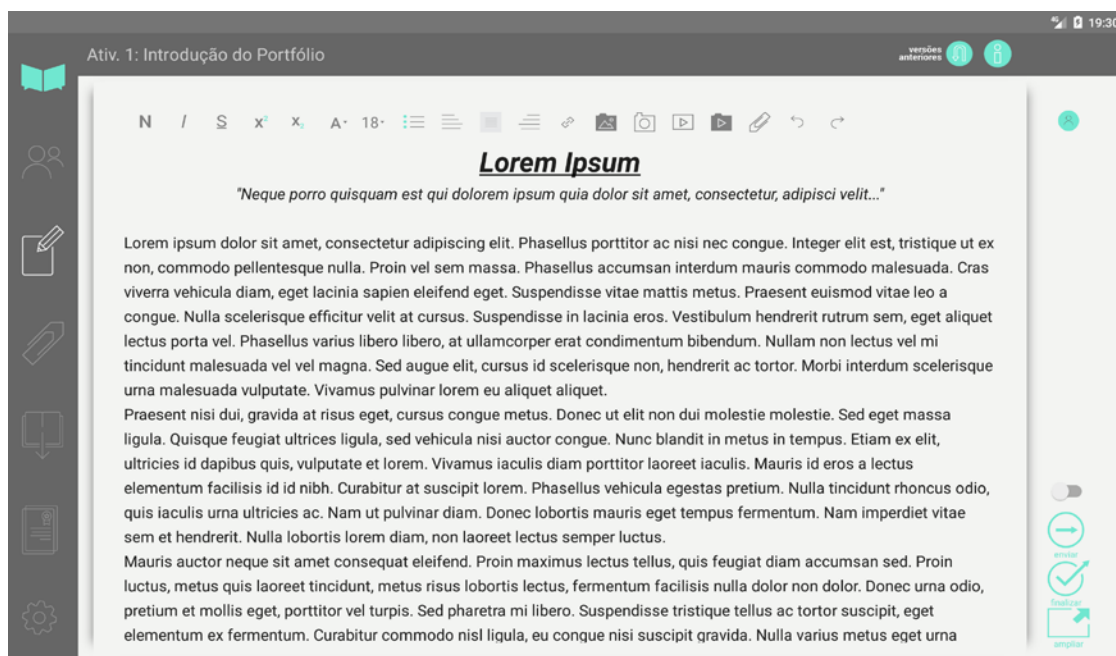 19:30
Ativ. 1: Introdução do Portfólio
versões
anteriores
N I S x² x₂ A 18
Lorem Ipsum
"Neque porro quisquam est qui dolorem ipsum quia dolor sit amet, consectetur, adipisci velit..."
Lorem ipsum dolor sit amet, consectetur adipiscing elit. Phasellus porttitor ac nisi nec congue. Integer elit est, tristique ut ex
non, commodo pellentesque nulla. Proin vel sem massa. Phasellus accumsan interdum mauris commodo malesuada. Cras
viverra vehicula diam, eget lacinia sapien eleifend eget. Suspendisse vitae mattis metus. Praesent euismod vitae leo a
congue. Nulla scelerisque efficitur velit at cursus. Suspendisse in lacinia eros. Vestibulum hendrerit rutrum sem, eget aliquet
lectus porta vel. Phasellus varius libero libero, at ullamcorper erat condimentum bibendum. Nullam non lectus vel mi
tincidunt malesuada vel vel magna. Sed augue elit, cursus id scelerisque non, hendrerit ac tortor. Morbi interdum scelerisque
urna malesuada vulputate. Vivamus pulvinar lorem eu aliquet aliquet.
Praesent nisi dui, gravida at risus eget, cursus congue metus. Donec ut elit non dui molestie molestie. Sed eget massa
ligula. Quisque feugiat ultrices ligula, sed vehicula nisi auctor congue. Nunc blandit in metus in tempus. Etiam ex elit,
ultricies id dapibus quis, vulputate et lorem. Vivamus iaculis diam porttitor laoreet iaculis. Mauris id eros a lectus
elementum facilisis id id nibh. Curabitur at suscipit lorem. Phasellus vehicula egestas pretium. Nulla tincidunt rhoncus odio,
quis iaculis urna ultricies ac. Nam ut pulvinar diam. Donec lobortis mauris eget tempus fermentum. Nam imperdiet vitae
sem et hendrerit. Nulla lobortis lorem diam, non laoreet lectus semper luctus.
Mauris auctor neque sit amet consequat eleifend. Proin maximus lectus tellus, quis feugiat diam accumsan sed. Proin
luctus, metus quis laoreet tincidunt, metus risus lobortis lectus, fermentum facilisis nulla dolor non dolor. Donec urna odio,
pretium et mollis eget, porttitor vel turpis. Sed pharetra mi libero. Suspendisse tristique tellus ac tortor suscipit, eget
elementum ex fermentum. Curabitur commodo nisl ligula, eu congue nisi suscipit gravida. Nulla varius metus eget urna
enviar
finalizar
ampliar